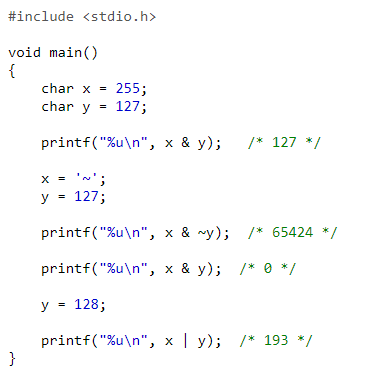 #include <stdio.h>
void main()
{
char x = 255;
char y = 127;
printf("%u\n", x & y);   /* 127 */
x = '~';
y = 127;
printf("%u\n", x & ~y);  /* 65424 */
printf("%u\n", x & y);  /* 0 */
y = 128;
printf("%u\n", x | y);  /* 193 */
}